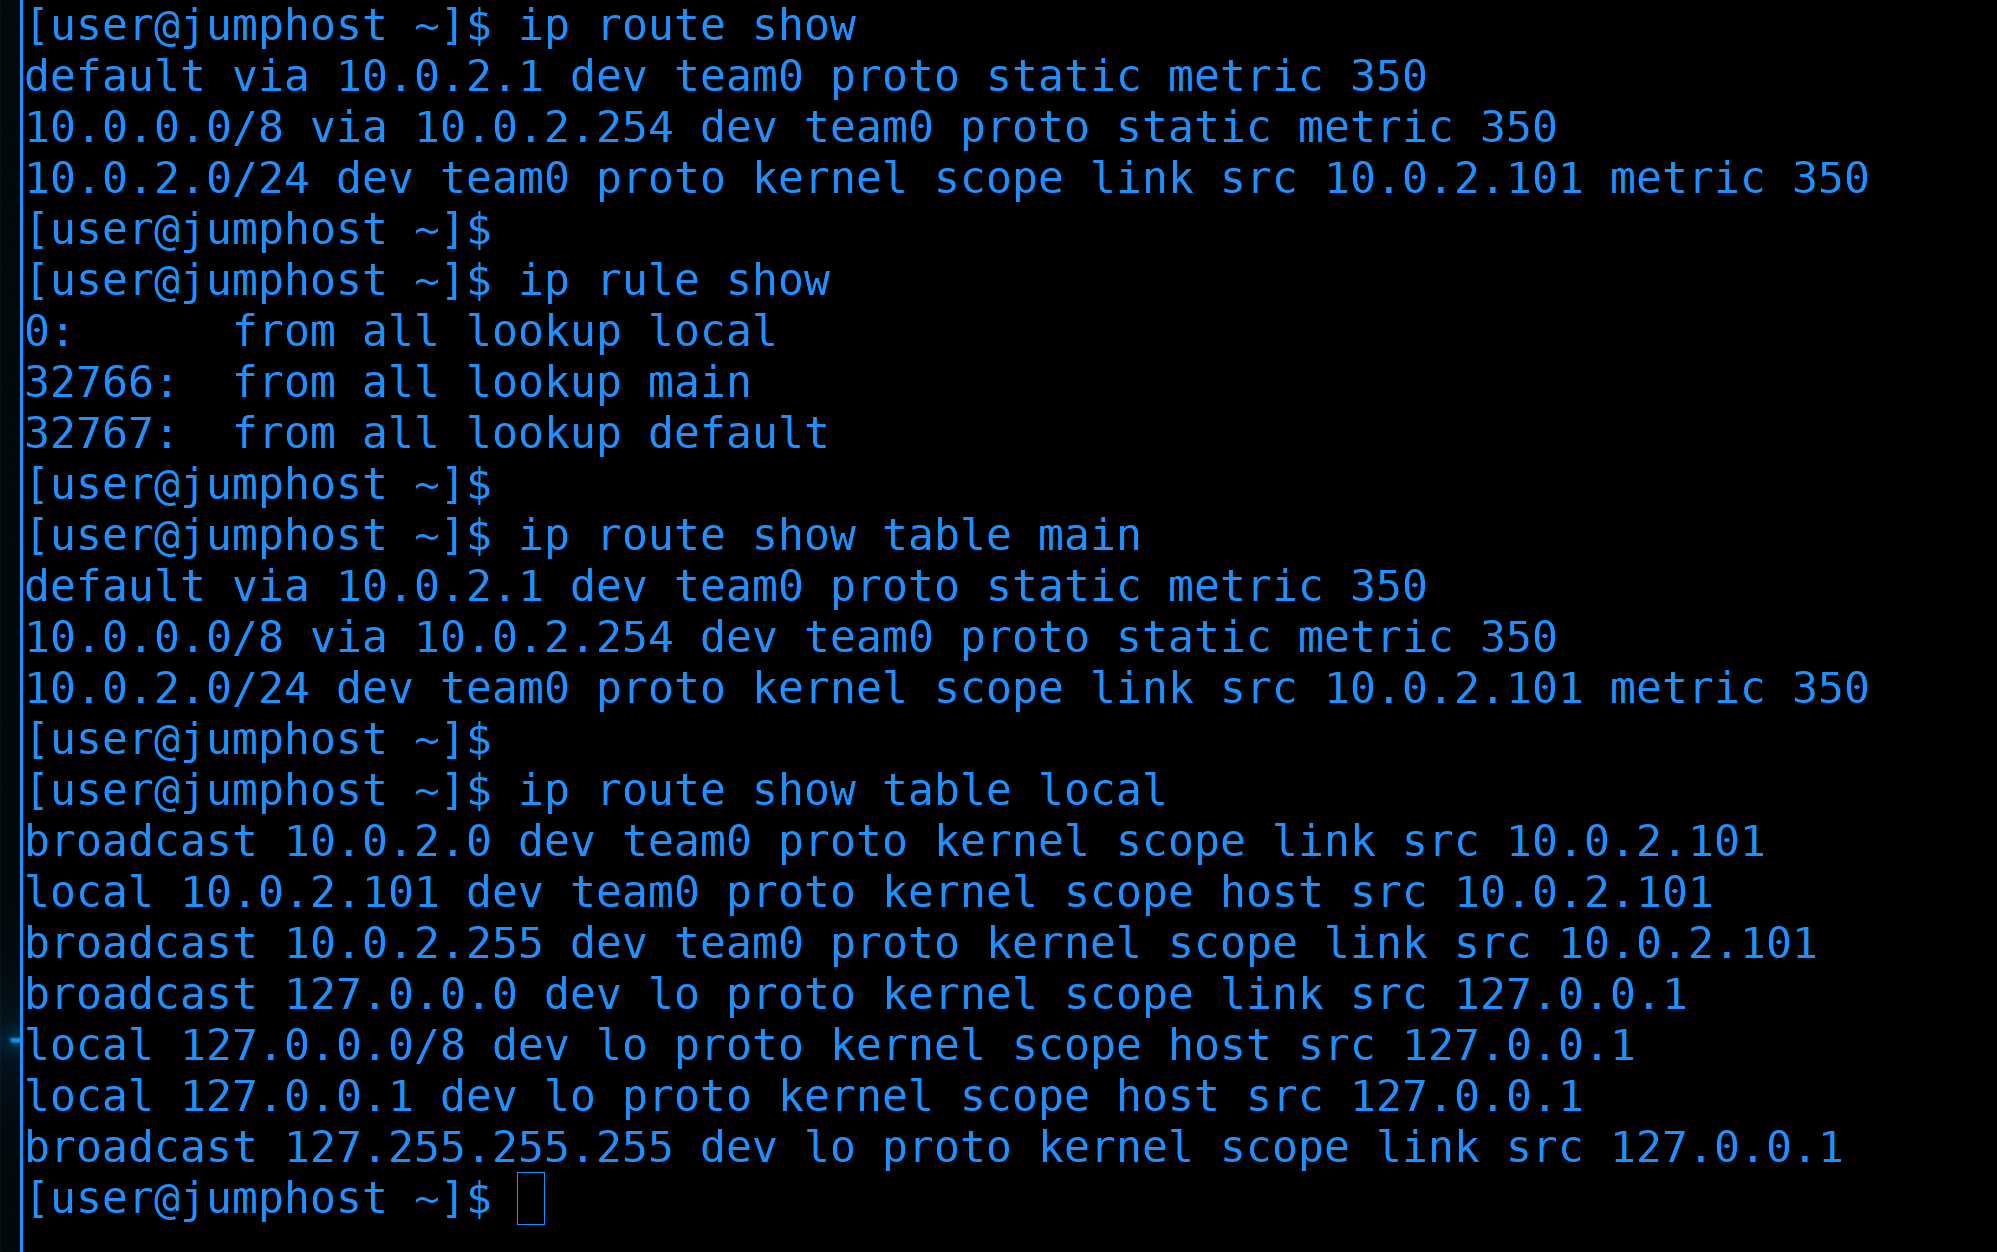 [user@jumphost ~]$ ip route show
default via 10.0.2.1 dev team0 proto static metric 350
10.0.0.0/8 via 10.0.2.254 dev team0 proto static metric 350
10.0.2.0/24 dev team0 proto kernel scope link src 10.0.2.101 metric 350
[user@jumphost ~]$
[user@jumphost ~]$ ip rule show
0:      from all lookup local
32766:  from all lookup main
32767:  from all lookup default
[user@jumphost ~]$
[user@jumphost ~]$ ip route show table main
default via 10.0.2.1 dev team0 proto static metric 350
10.0.0.0/8 via 10.0.2.254 dev team0 proto static metric 350
10.0.2.0/24 dev team0 proto kernel scope link src 10.0.2.101 metric 350
[user@jumphost ~]$
[user@jumphost ~]$ ip route show table local
broadcast 10.0.2.0 dev team0 proto kernel scope link src 10.0.2.101
local 10.0.2.101 dev team0 proto kernel scope host src 10.0.2.101
broadcast 10.0.2.255 dev team0 proto kernel scope link src 10.0.2.101
broadcast 127.0.0.0 dev lo proto kernel scope link src 127.0.0.1
local 127.0.0.0/8 dev lo proto kernel scope host src 127.0.0.1
local 127.0.0.1 dev lo proto kernel scope host src 127.0.0.1
broadcast 127.255.255.255 dev lo proto kernel scope link src 127.0.0.1
[user@jumphost ~]$